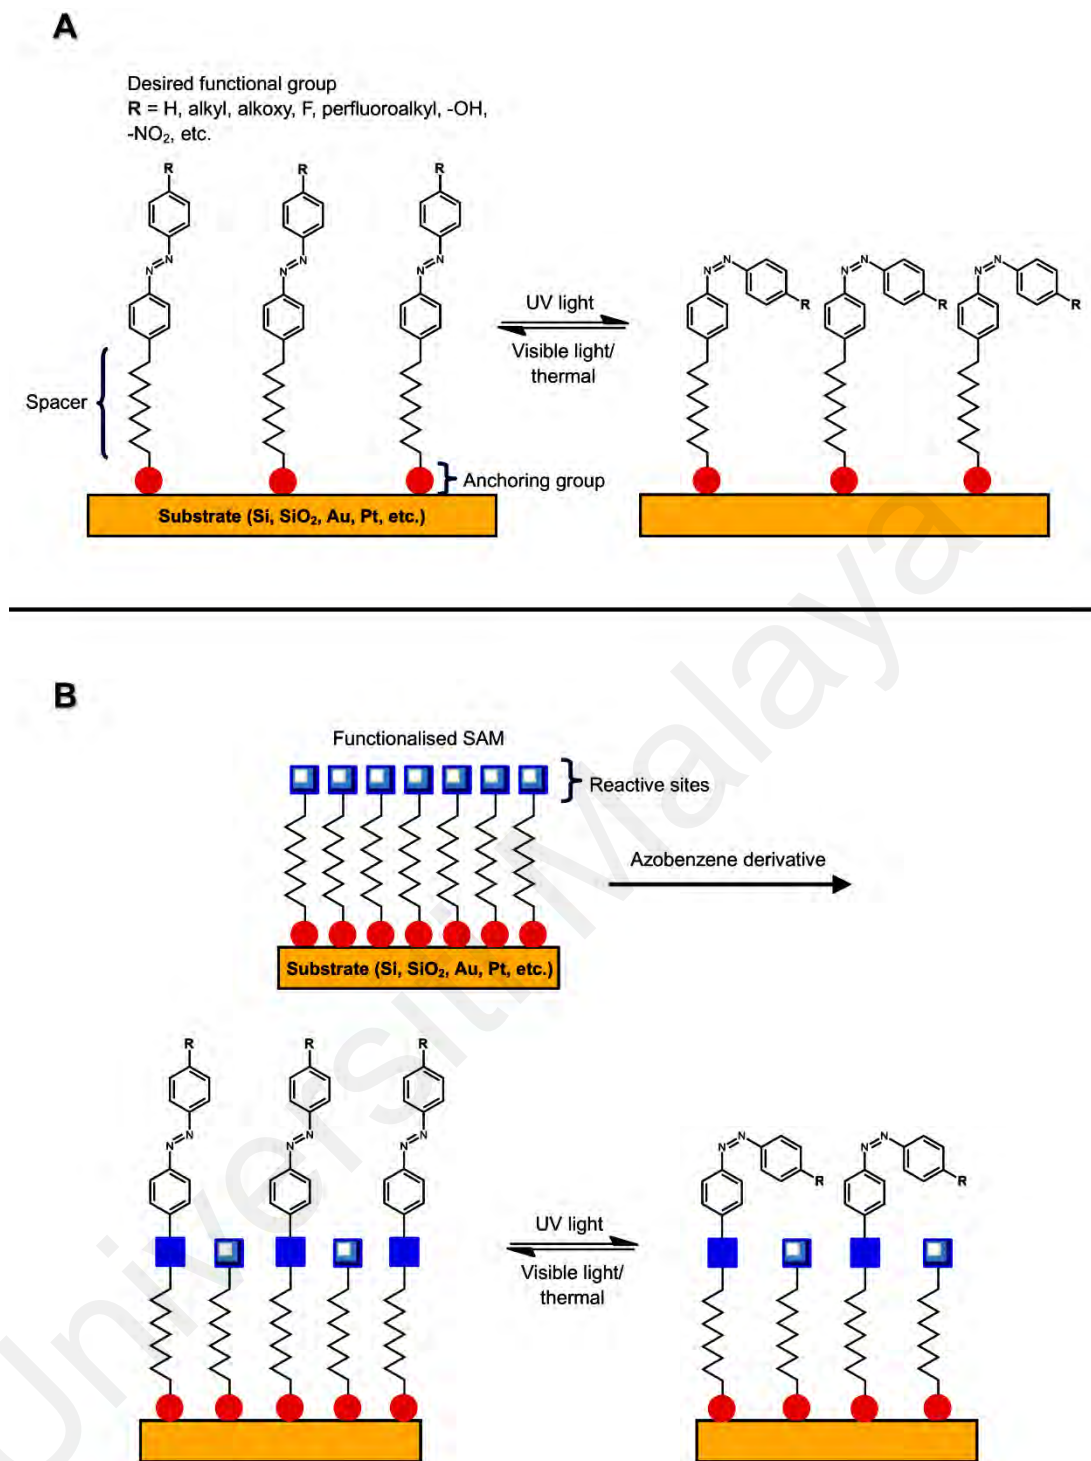 A
Desired functional group
R = H, alkyl, alkoxy, F, perfluoroalkyl, -OH,
-NO₂, etc.
R R R
N=N N=N N=N
N=N N=N N=N
R R R
UV light
Visible light/
thermal
Spacer
Anchoring group
Substrate (Si, SiO₂, Au, Pt, etc.)
B
Functionalised SAM
Reactive sites
Azobenzene derivative
Substrate (Si, SiO₂, Au, Pt, etc.)
R R R
N=N N=N N=N
N=N N=N
R R
UV light
Visible light/
thermal
Universiti Malaya